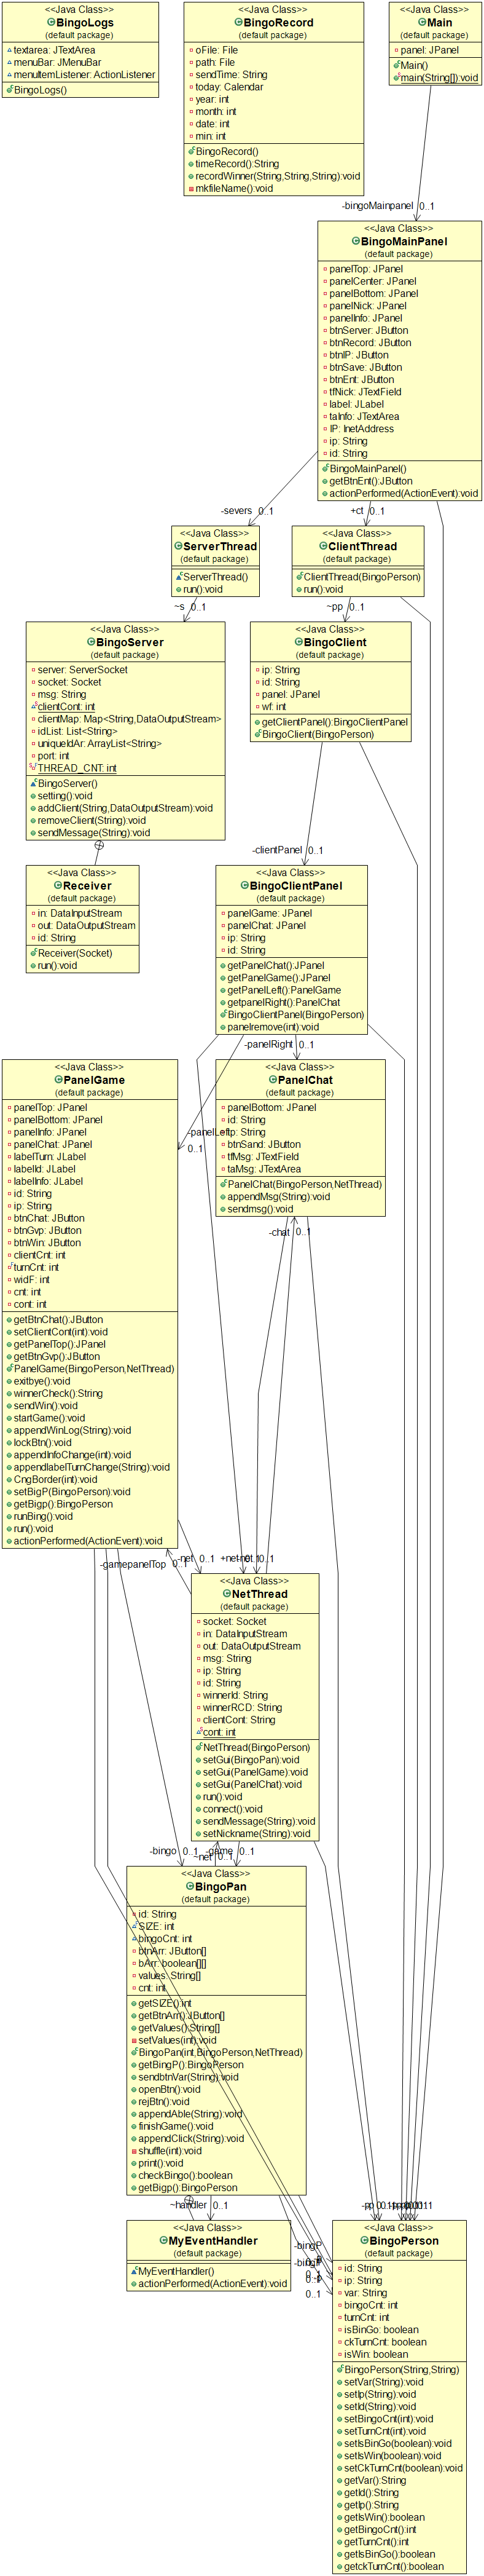 <<Java Class>>
BingoLogs
(default package)
textarea: JTextArea
menuBar: JMenuBar
menuItemListener: ActionListener
BingoLogs()
<<Java Class>>
BingoRecord
(default package)
oFile: File
path: File
sendTime: String
today: Calendar
year: int
month: int
date: int
min: int
BingoRecord()
timeRecord():String
recordWinner(String,String,String):void
mkfileName():void
<<Java Class>>
Main
(default package)
panel: JPanel
Main()
main(String[]):void
-bingoMainpanel 0..1
<<Java Class>>
BingoMainPanel
(default package)
panelTop: JPanel
panelCenter: JPanel
panelBottom: JPanel
panelNick: JPanel
panelInfo: JPanel
btnServer: JButton
btnRecord: JButton
btnIP: JButton
btnSave: JButton
btnEnt: JButton
tfNick: JTextField
label: JLabel
taInfo: JTextArea
IP: InetAddress
ip: String
id: String
BingoMainPanel()
getBtnEnt():JButton
actionPerformed(ActionEvent):void
-severs 0..1
+ct 0..1
<<Java Class>>
ServerThread
(default package)
ServerThread()
run():void
<<Java Class>>
ClientThread
(default package)
ClientThread(BingoPerson)
run():void
~s 0..1
~pp 0..1
<<Java Class>>
BingoServer
(default package)
server: ServerSocket
socket: Socket
msg: String
clientCont: int
clientMap: Map<String,DataOutputStream>
idList: List<String>
uniqueIdAr: ArrayList<String>
port: int
THREAD_CNT: int
BingoServer()
setting():void
addClient(String,DataOutputStream):void
removeClient(String):void
sendMessage(String):void
<<Java Class>>
BingoClient
(default package)
ip: String
id: String
panel: JPanel
wf: int
getClientPanel():BingoClientPanel
BingoClient(BingoPerson)
-clientPanel 0..1
<<Java Class>>
Receiver
(default package)
in: DataInputStream
out: DataOutputStream
id: String
Receiver(Socket)
run():void
<<Java Class>>
BingoClientPanel
(default package)
panelGame: JPanel
panelChat: JPanel
ip: String
id: String
getPanelChat():JPanel
getPanelGame():JPanel
getPanelLeft():PanelGame
getpanelRight():PanelChat
BingoClientPanel(BingoPerson)
panelremove(int):void
-panelRight 0..1
<<Java Class>>
PanelGame
(default package)
panelTop: JPanel
panelBottom: JPanel
panelInfo: JPanel
panelChat: JPanel
labelTurn: JLabel
labelId: JLabel
labelInfo: JLabel
id: String
ip: String
btnChat: JButton
btnGvp: JButton
btnWin: JButton
clientCnt: int
turnCnt: int
widF: int
cnt: int
cont: int
getBtnChat():JButton
setClientCont(int):void
getPanelTop():JPanel
getBtnGvp():JButton
PanelGame(BingoPerson,NetThread)
exitbye():void
winnerCheck():String
sendWin():void
startGame():void
appendWinLog(String):void
lockBtn():void
appendInfoChange(int):void
appendlabelTurnChange(String):void
CngBorder(int):void
setBigP(BingoPerson):void
getBigp():BingoPerson
runBing():void
run():void
actionPerformed(ActionEvent):void
-panelLeft
0..1
<<Java Class>>
PanelChat
(default package)
panelBottom: JPanel
id: String
ip: String
btnSand: JButton
tfMsg: JTextField
taMsg: JTextArea
PanelChat(BingoPerson,NetThread)
appendMsg(String):void
sendmsg():void
-chat 0..1
-gamepanelTop 0..1
-net 0..1
+net
0..1
<<Java Class>>
NetThread
(default package)
socket: Socket
in: DataInputStream
out: DataOutputStream
msg: String
ip: String
id: String
winnerId: String
winnerRCD: String
clientCont: String
cont: int
NetThread(BingoPerson)
setGui(BingoPan):void
setGui(PanelGame):void
setGui(PanelChat):void
run():void
connect():void
sendMessage(String):void
setNickname(String):void
-bingo 0..1
-game 0..1
~net 0..1
<<Java Class>>
BingoPan
(default package)
id: String
SIZE: int
bingoCnt: int
btnArr: JButton[]
bArr: boolean[][]
values: String[]
cnt: int
getSIZE():int
getBtnArr():JButton[]
getValues():String[]
setValues(int):void
BingoPan(int,BingoPerson,NetThread)
getBingP():BingoPerson
sendbtnVar(String):void
openBtn():void
rejBtn():void
appendAble(String):void
finishGame():void
appendClick(String):void
shuffle(int):void
print():void
checkBingo():boolean
getBigp():BingoPerson
~handler 0..1
<<Java Class>>
MyEventHandler
(default package)
MyEventHandler()
actionPerformed(ActionEvent):void
-bingP
0..1
<<Java Class>>
BingoPerson
(default package)
id: String
ip: String
var: String
bingoCnt: int
turnCnt: int
isBinGo: boolean
ckTurnCnt: boolean
isWin: boolean
BingoPerson(String,String)
setVar(String):void
setIp(String):void
setId(String):void
setBingoCnt(int):void
setTurnCnt(int):void
setIsBinGo(boolean):void
setIsWin(boolean):void
setCkTurnCnt(boolean):void
getVar():String
getId():String
getIp():String
getIsWin():boolean
getBingoCnt():int
getTurnCnt():int
getIsBinGo():boolean
getckTurnCnt():boolean